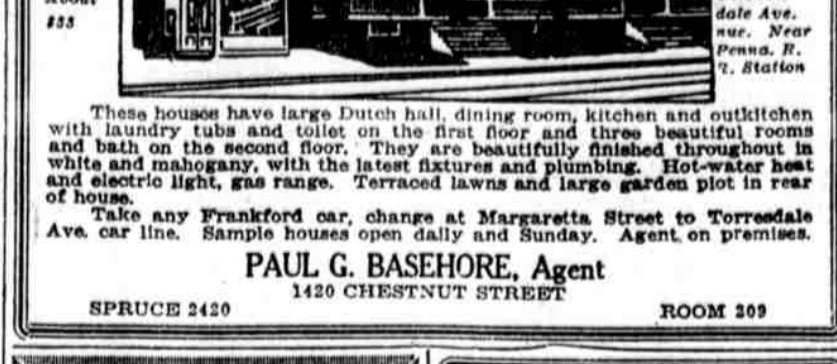 $33
dale Ave.
nue. Near
Penna. R.
R. Station
These houses have large Dutch hall, dining room, kitchen and outkitchen
with laundry tubs and toilet on the first floor and three beautiful rooms
and bath on the second floor. They are beautifully finished throughout in
white and mahogany, with the latest fixtures and plumbing. Hot-water heat
and electric light, gas range. Terraced lawns and large garden plot in rear
of house.
Take any Frankford car, change at Margaretta Street to Torresdale
Ave. car line. Sample houses open daily and Sunday. Agent on premises.
PAUL G. BASEHORE, Agent
1420 CHESTNUT STREET
SPRUCE 2420 ROOM 209